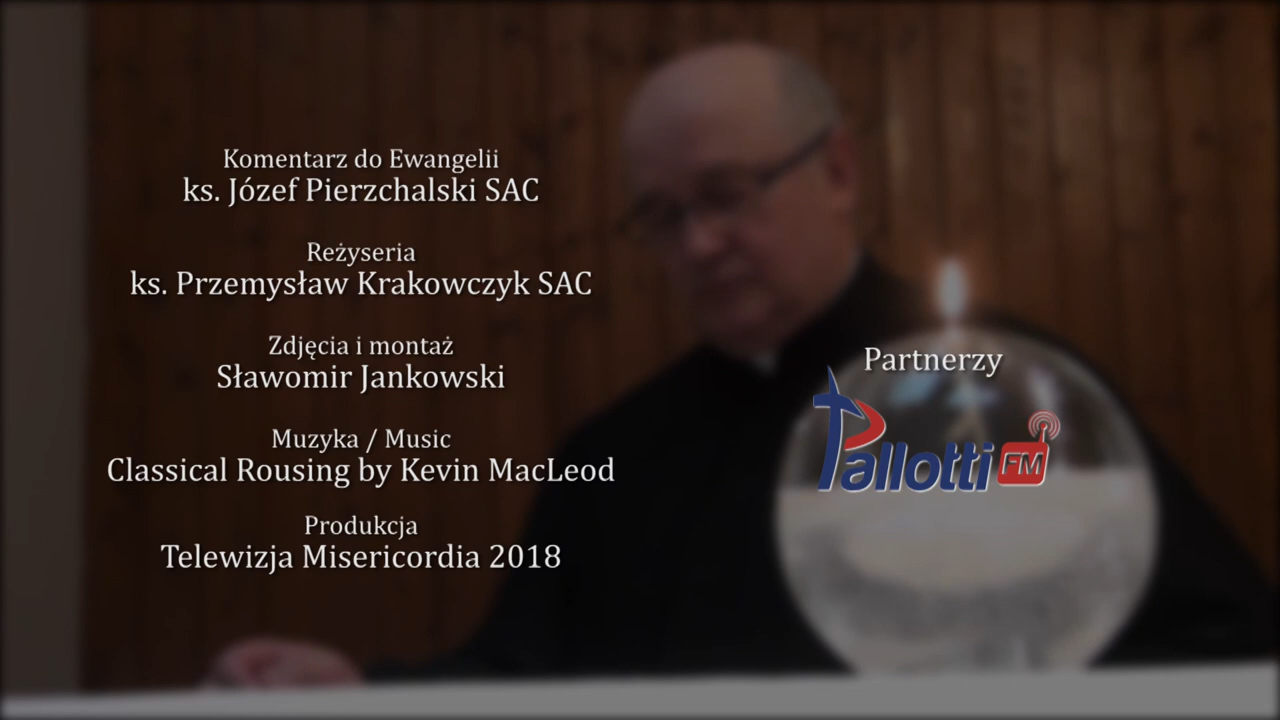 Komentarz do Ewangelii
ks. Józef Pierzchalski SAC
Reżyseria
ks. Przemysław Krakowczyk SAC
Zdjęcia i montaż
Sławomir Jankowski
Muzyka / Music
Classical Rousing by Kevin MacLeod
Produkcja
Telewizja Misericordia 2018
Partnerzy
Pallotti FM